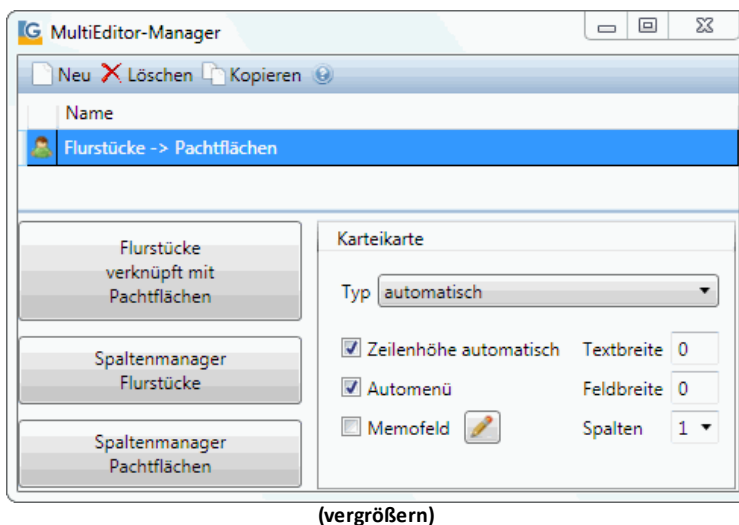 MultiEditor-Manager
Neu Löschen Kopieren
Name
Flurstücke -> Pachtflächen
Flurstücke
verknüpft mit
Pachtflächen
Spaltenmanager
Flurstücke
Spaltenmanager
Pachtflächen
Karteikarte
Typ automatisch
Zeilenhöhe automatisch Textbreite 0
Automenü Feldbreite 0
Memofeld Spalten 1
(vergrößern)